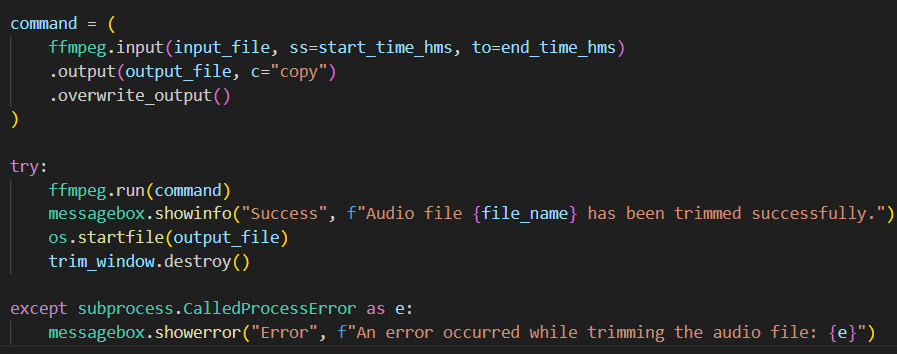 command = (
    ffmpeg.input(input_file, ss=start_time_hms, to=end_time_hms)
    .output(output_file, c="copy")
    .overwrite_output()
)
try:
    ffmpeg.run(command)
    messagebox.showinfo("Success", f"Audio file {file_name} has been trimmed successfully.")
    os.startfile(output_file)
    trim_window.destroy()
except subprocess.CalledProcessError as e:
    messagebox.showerror("Error", f"An error occurred while trimming the audio file: {e}")